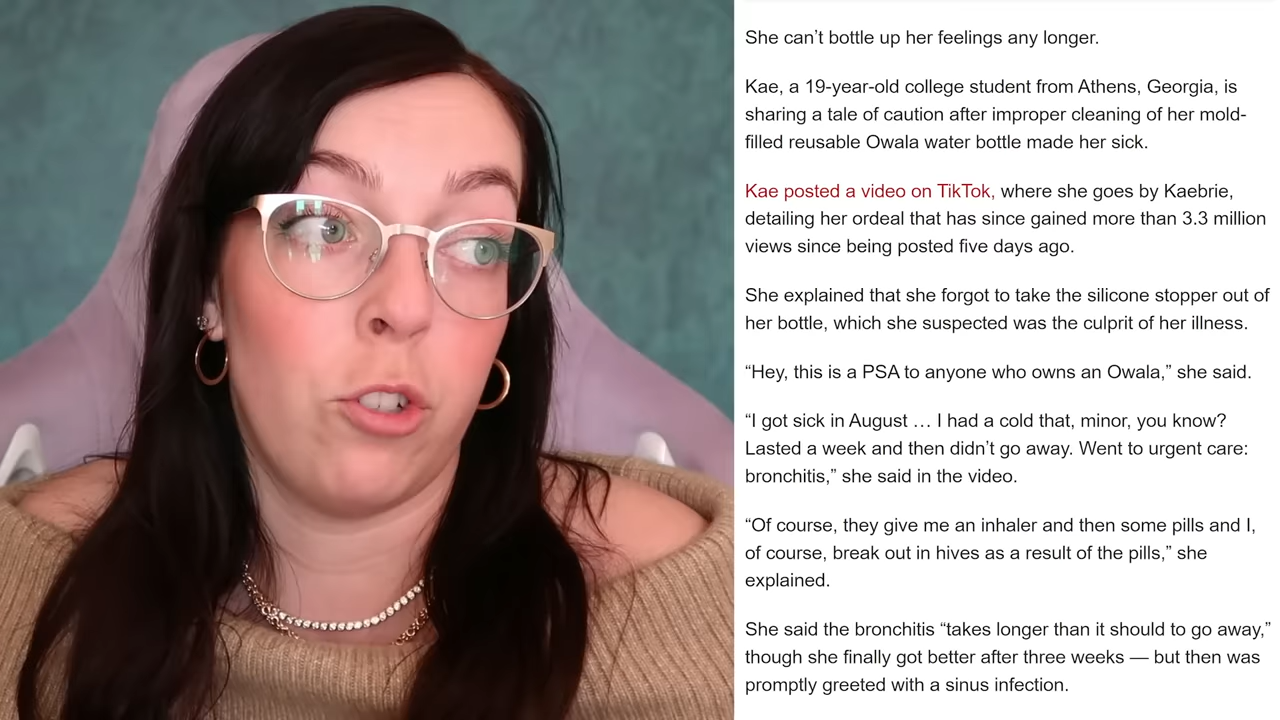 She can’t bottle up her feelings any longer.
Kae, a 19-year-old college student from Athens, Georgia, is
sharing a tale of caution after improper cleaning of her mold-
filled reusable Owala water bottle made her sick.
Kae posted a video on TikTok, where she goes by Kaebrie,
detailing her ordeal that has since gained more than 3.3 million
views since being posted five days ago.
She explained that she forgot to take the silicone stopper out of
her bottle, which she suspected was the culprit of her illness.
“Hey, this is a PSA to anyone who owns an Owala,” she said.
“I got sick in August … I had a cold that, minor, you know?
Lasted a week and then didn’t go away. Went to urgent care:
bronchitis,” she said in the video.
“Of course, they give me an inhaler and then some pills and I,
of course, break out in hives as a result of the pills,” she
explained.
She said the bronchitis “takes longer than it should to go away,”
though she finally got better after three weeks — but then was
promptly greeted with a sinus infection.